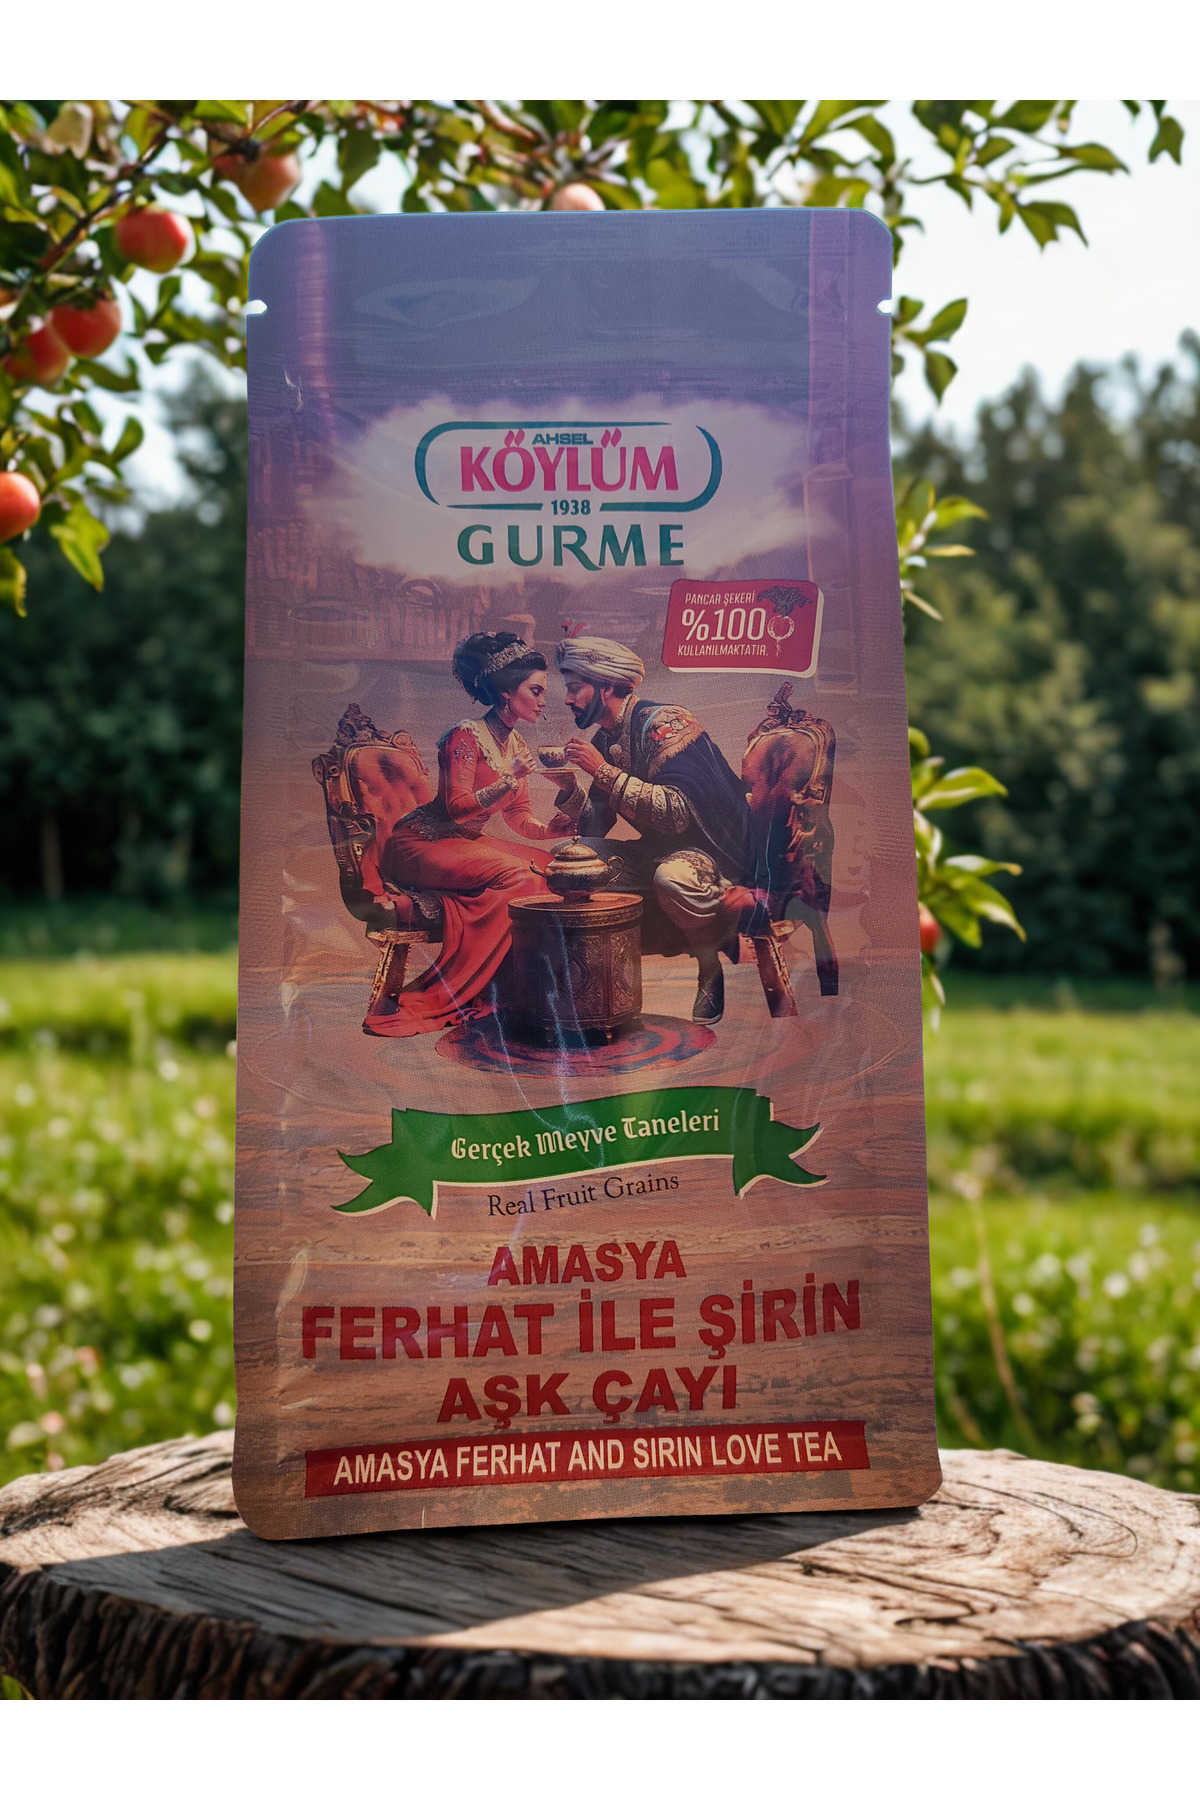 AHSEL
KÖYLÜM
1938
GURME
PANCAR ŞEKERİ
%100
KULLANILMAKTATIR.
Gerçek Meyve Taneleri
Real Fruit Grains
AMASYA
FERHAT İLE ŞİRİN
AŞK ÇAYI
AMASYA FERHAT AND SIRIN LOVE TEA